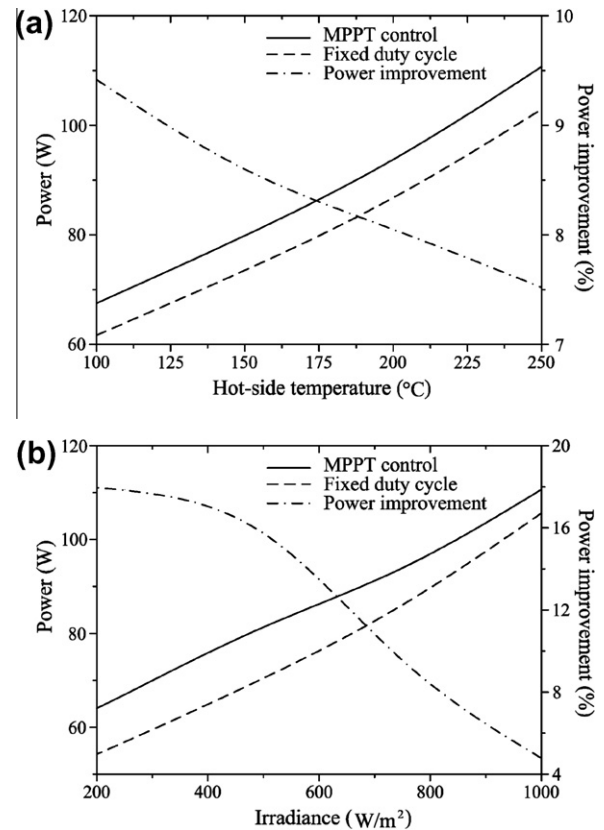 (a)
120
110
100
80
60
Power (W)
MPPT control
Fixed duty cycle
Power improvement
10
9
8
7
Power improvement (%)
100 125 150 175 200 225 250
Hot-side temperature (°C)
(b)
120
100
80
60
Power (W)
MPPT control
Fixed duty cycle
Power improvement
20
16
12
8
4
Power improvement (%)
200 400 600 800 1000
Irradiance (W/m²)